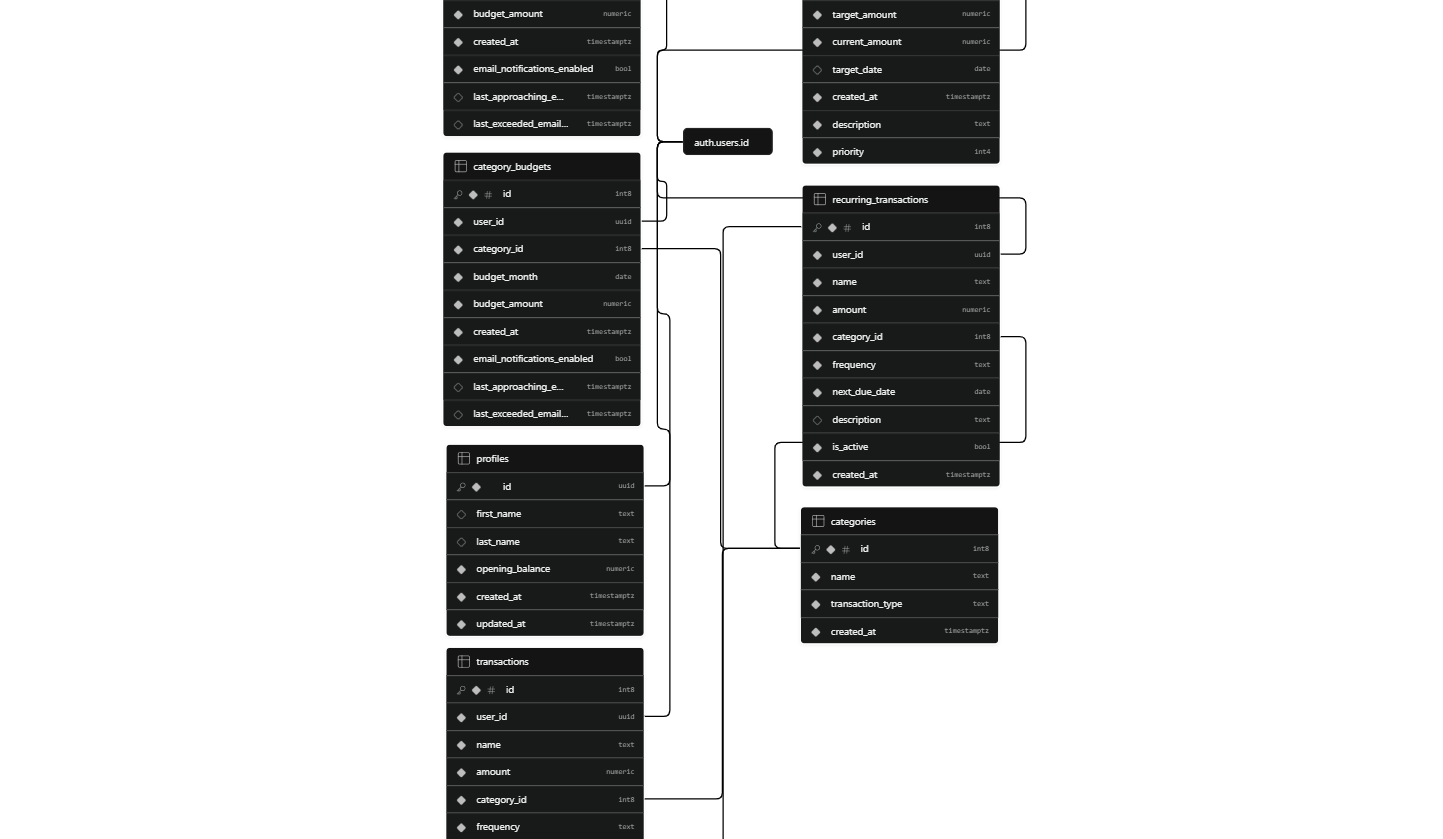 budget_amount numeric
created_at timestamptz
email_notifications_enabled bool
last_approaching_e... timestamptz
last_exceeded_email... timestamptz
category_budgets
id int8
user_id uuid
category_id int8
budget_month date
budget_amount numeric
created_at timestamptz
email_notifications_enabled bool
last_approaching_e... timestamptz
last_exceeded_email... timestamptz
profiles
id uuid
first_name text
last_name text
opening_balance numeric
created_at timestamptz
updated_at timestamptz
transactions
# id int8
user_id uuid
name text
amount numeric
category_id int8
frequency text
auth.users.id
target_amount numeric
current_amount numeric
target_date date
created_at timestamptz
description text
priority int4
recurring_transactions
# id int8
user_id uuid
name text
amount numeric
category_id int8
frequency text
next_due_date date
description text
is_active bool
created_at timestamptz
categories
# id int8
name text
transaction_type text
created_at timestamptz